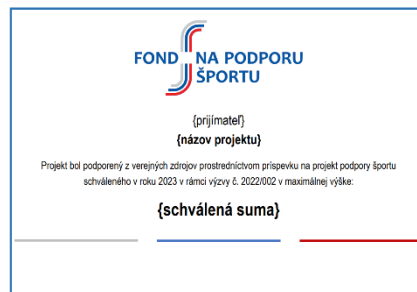 FOND NA PODPORU
ŠPORTU
{prijímateľ}
{názov projektu}
Projekt bol podporený z verejných zdrojov prostredníctvom príspevku na projekt podpory športu
schváleného v roku 2023 v rámci výzvy č. 2022/002 v maximálnej výške:
{schválená suma}